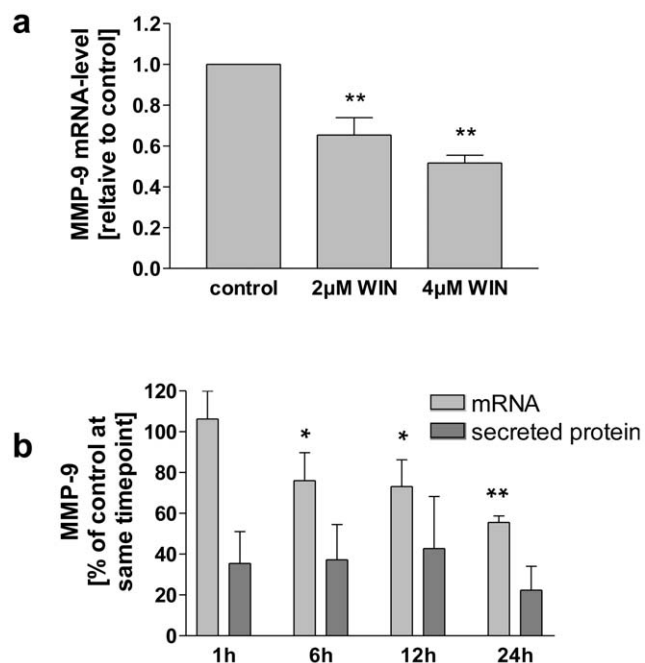 a
MMP-9 mRNA-level
[reltaive to control]
1.2
1.0
0.8
0.6
0.4
0.2
0.0
**
**
control 2µM WIN 4µM WIN
b
MMP-9
[% of control at
same timepoint]
120
100
80
60
40
20
0
mRNA
secreted protein
*
*
**
1h 6h 12h 24h